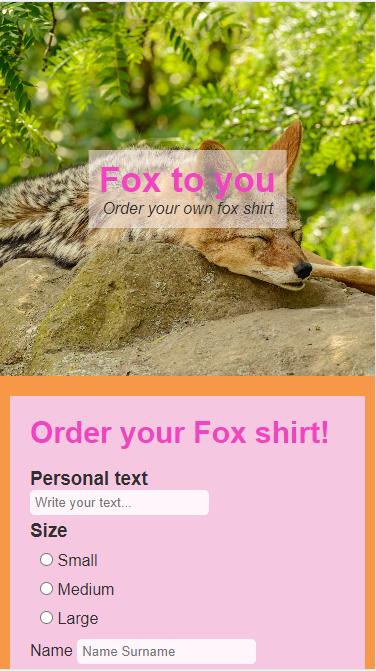 Fox to you
Order your own fox shirt
Order your Fox shirt!
Personal text
Write your text...
Size
Small
Medium
Large
Name Name Surname